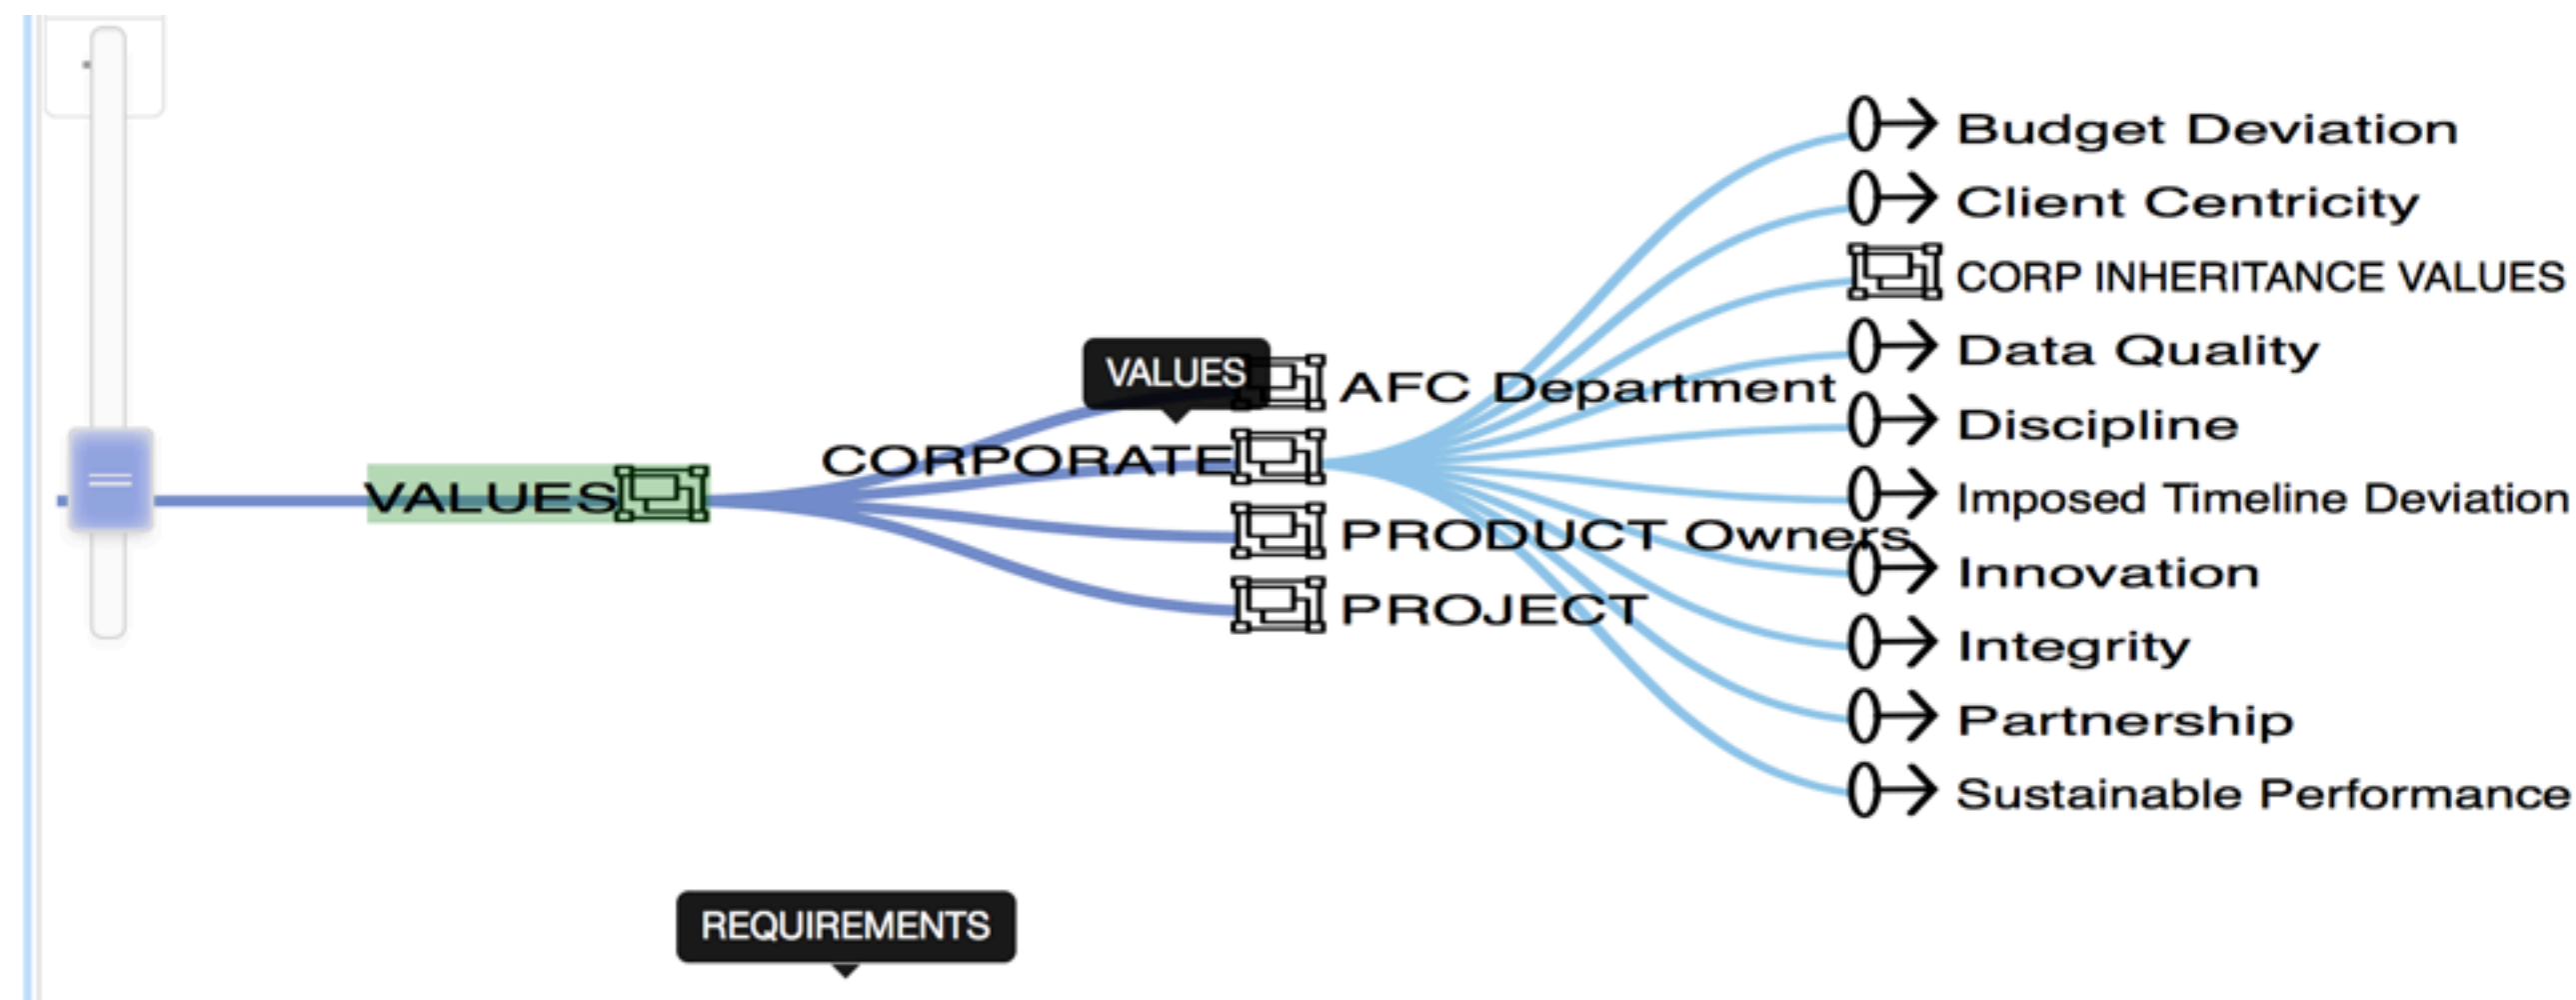 VALUES
VALUES
AFC Department
CORPORATE
PRODUCT Owners
PROJECT
Budget Deviation
Client Centricity
CORP INHERITANCE VALUES
Data Quality
Discipline
Imposed Timeline Deviation
Innovation
Integrity
Partnership
Sustainable Performance
REQUIREMENTS